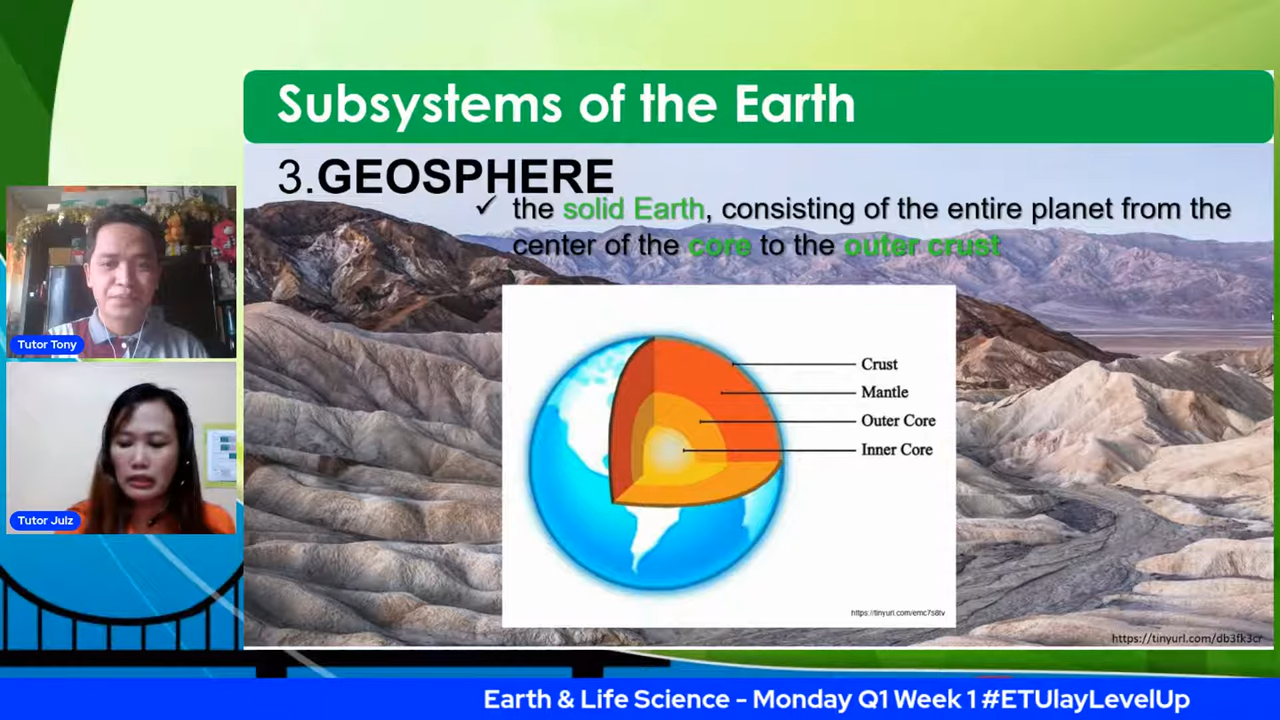 Subsystems of the Earth
3.GEOSPHERE
✓ the solid Earth, consisting of the entire planet from the
center of the core to the outer crust
Crust
Mantle
Outer Core
Inner Core
https://tinyurl.com/emc7s8tv
https://tinyurl.com/db3fk3cr
Tutor Tony
Tutor Julz
Earth & Life Science - Monday Q1 Week 1 #ETUlayLevelUp